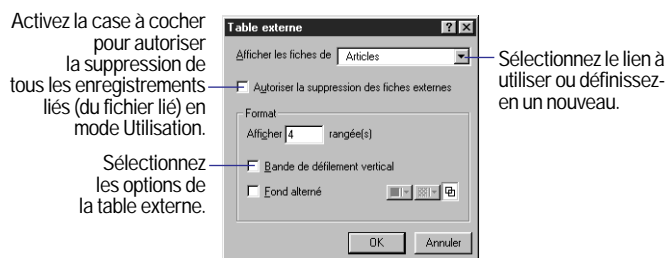 Activez la case à cocher
pour autoriser
la suppression de
tous les enregistrements
liés (du fichier lié) en
mode Utilisation.
Sélectionnez
les options de
la table externe.
Table externe
Afficher les fiches de Articles
Autoriser la suppression des fiches externes
Format
Afficher 4 rangée(s)
Bande de défilement vertical
Fond alterné
OK Annuler
Sélectionnez le lien à
utiliser ou définissez-
en un nouveau.